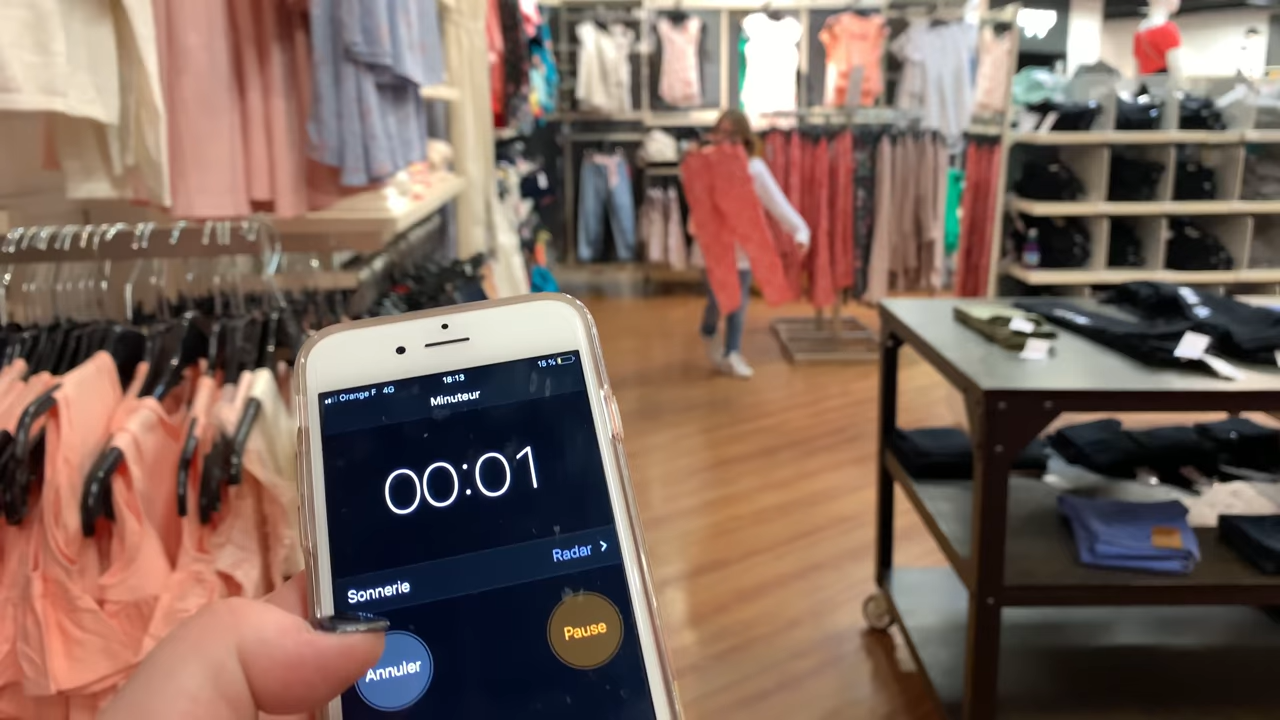 Orange F 4G 18:13 15 %
Minuteur
00:01
Sonnerie Radar >
Annuler Pause